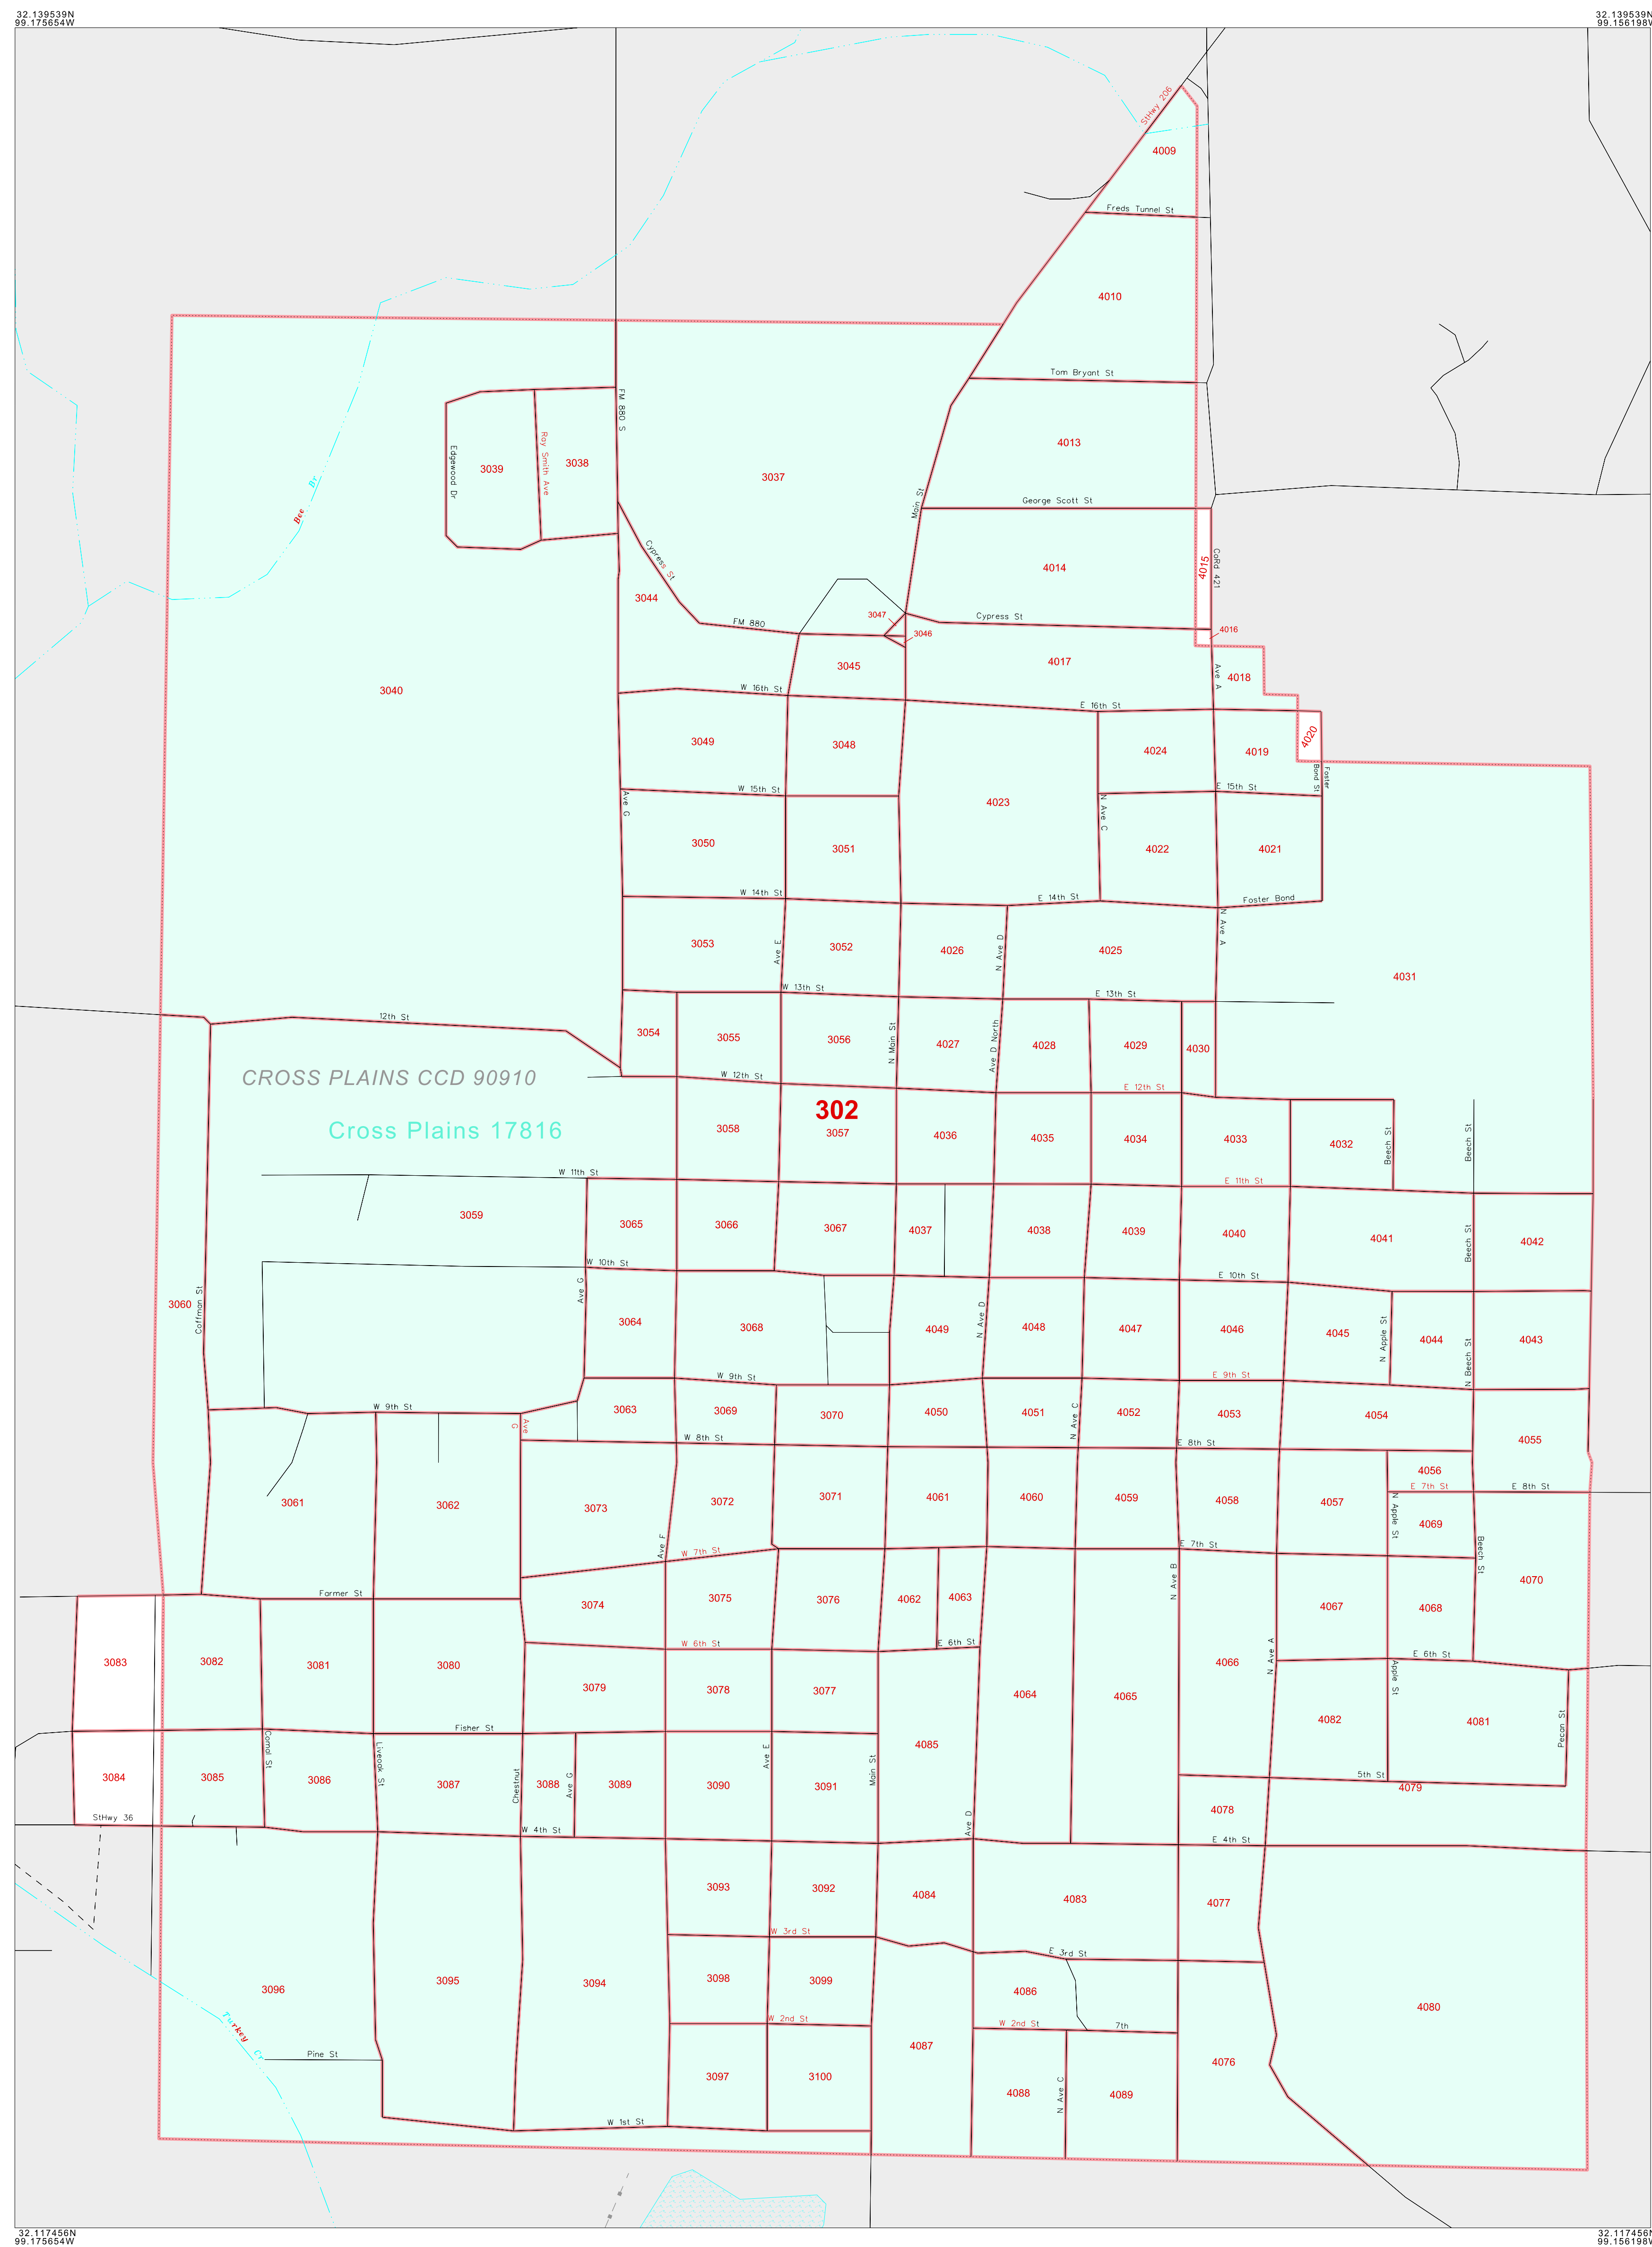 32.139539N
99.175654W
32.139539N
99.156198W
StHwy 206
4009
Freds Tunnel St
4010
Tom Bryant St
FM 880 S
4013
Edgewood Dr
3039
Roy Smith Ave
3038
3037
Main St
George Scott St
Bee Br
Cypress St
4014
4015
CoRd 421
3044
3047
Cypress St
FM 880
3046
4016
3045
4017
4018
Ave A
3040
W 16th St
E 16th St
3049
3048
4024
4019
4020
Foster
Bond St
W 15th St
E 15th St
Ave G
4023
N Ave C
3050
3051
4022
4021
W 14th St
E 14th St
Foster Bond
3053
Ave E
3052
4026
N Ave D
4025
N Ave A
4031
W 13th St
E 13th St
12th St
3054
3055
3056
N Main St
4027
Ave D North
4028
4029
4030
CROSS PLAINS CCD 90910
W 12th St
E 12th St
302
Cross Plains 17816
3058
3057
4036
4035
4034
4033
4032
Beech St
Beech St
W 11th St
E 11th St
3059
3065
3066
3067
4037
4038
4039
4040
4041
Beech St
4042
W 10th St
E 10th St
3060
Coffman St
Ave G
3064
3068
4049
N Ave D
4048
4047
4046
4045
N Apple St
4044
N Beech St
4043
W 9th St
E 9th St
W 9th St
Ave
G
3063
3069
3070
4050
4051
N Ave C
4052
4053
4054
4055
W 8th St
E 8th St
4056
E 7th St
E 8th St
3061
3062
3073
3072
3071
4061
4060
4059
4058
4057
N Apple St
4069
Ave F
W 7th St
E 7th St
Beech St
Farmer St
3074
3075
3076
4062
4063
N Ave B
4067
4068
4070
W 6th St
E 6th St
E 6th St
3083
3082
3081
3080
3079
3078
3077
4064
4065
4066
N Ave A
Apple St
4082
4081
Pecan St
Fisher St
Comal St
Liveoak St
Ave E
Main St
4085
5th St
4079
3084
3085
3086
3087
Chestnut
3088
Ave G
3089
3090
3091
Ave D
4078
StHwy 36
W 4th St
E 4th St
3093
3092
4084
4083
4077
W 3rd St
E 3rd St
3096
3095
3094
3098
3099
4086
4080
Turkey Cr
W 2nd St
W 2nd St
7th
Pine St
3097
3100
4087
4088
N Ave C
4089
4076
W 1st St
32.117456N
99.175654W
32.117456N
99.156198W